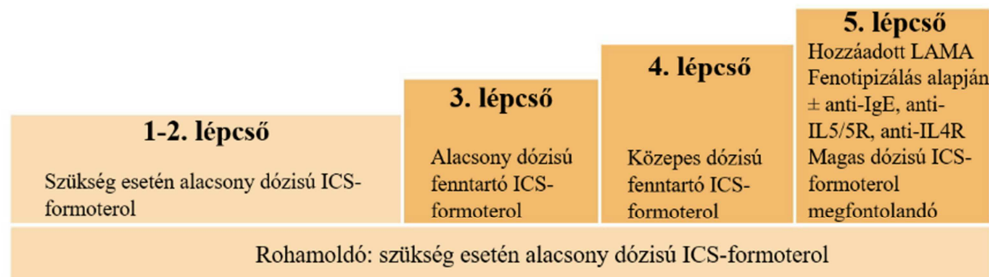 1-2. lépcső
Szükség esetén alacsony dózisú ICS-
formoterol
3. lépcső
Alacsony dózisú
fenntartó ICS-
formoterol
4. lépcső
Közepes dózisú
fenntartó ICS-
formoterol
5. lépcső
Hozzáadott LAMA
Fenotipizálás alapján
± anti-IgE, anti-
IL5/5R, anti-IL4R
Magas dózisú ICS-
formoterol
megfontolandó
Rohamoldó: szükség esetén alacsony dózisú ICS-formoterol